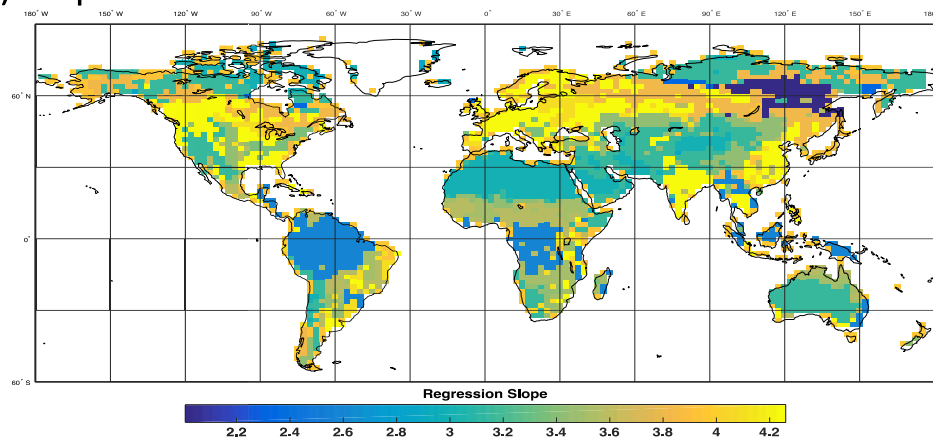 180° W 150° W 120° W 90° W 60° W 30° W 0° 30° E 60° E 90° E 120° E 150° E
60° N
0°
60° S
Regression Slope
2.2 2.4 2.6 2.8 3 3.2 3.4 3.6 3.8 4 4.2